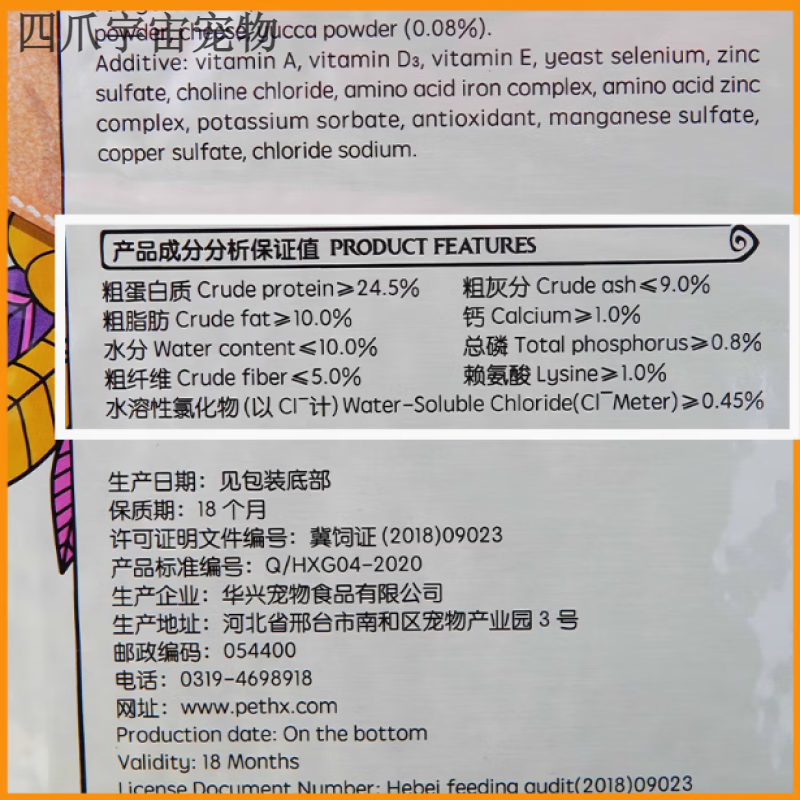 四爪宇宙宠物
powder, cheese, yucca powder (0.08%).
Additive: vitamin A, vitamin D₃, vitamin E, yeast selenium, zinc
sulfate, choline chloride, amino acid iron complex, amino acid zinc
complex, potassium sorbate, antioxidant, manganese sulfate,
copper sulfate, chloride sodium.
产品成分分析保证值 PRODUCT FEATURES
粗蛋白质 Crude protein≥24.5% 粗灰分 Crude ash≤9.0%
粗脂肪 Crude fat≥10.0% 钙 Calcium≥1.0%
水分 Water content≤10.0% 总磷 Total phosphorus≥0.8%
粗纤维 Crude fiber≤5.0% 赖氨酸 Lysine≥1.0%
水溶性氯化物(以 Cl⁻计) Water-Soluble Chloride(Cl⁻Meter)≥0.45%
生产日期：见包装底部
保质期：18 个月
许可证明文件编号：冀饲证 (2018)09023
产品标准编号：Q/HXG04-2020
生产企业：华兴宠物食品有限公司
生产地址：河北省邢台市南和区宠物产业园 3 号
邮政编码：054400
电话：0319-4698918
网址：www.pethx.com
Production date: On the bottom
Validity: 18 Months
License Document Number: Hebei feeding audit(2018)09023